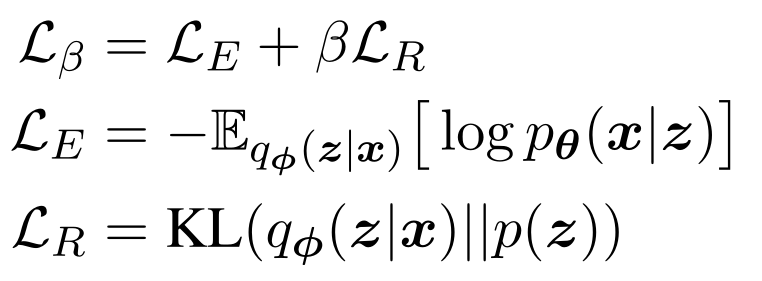 ℒ_β = ℒ_E + βℒ_R
ℒ_E = −𝔼_{q_ϕ(z|x)}[log p_θ(x|z)]
ℒ_R = KL(q_ϕ(z|x)||p(z))